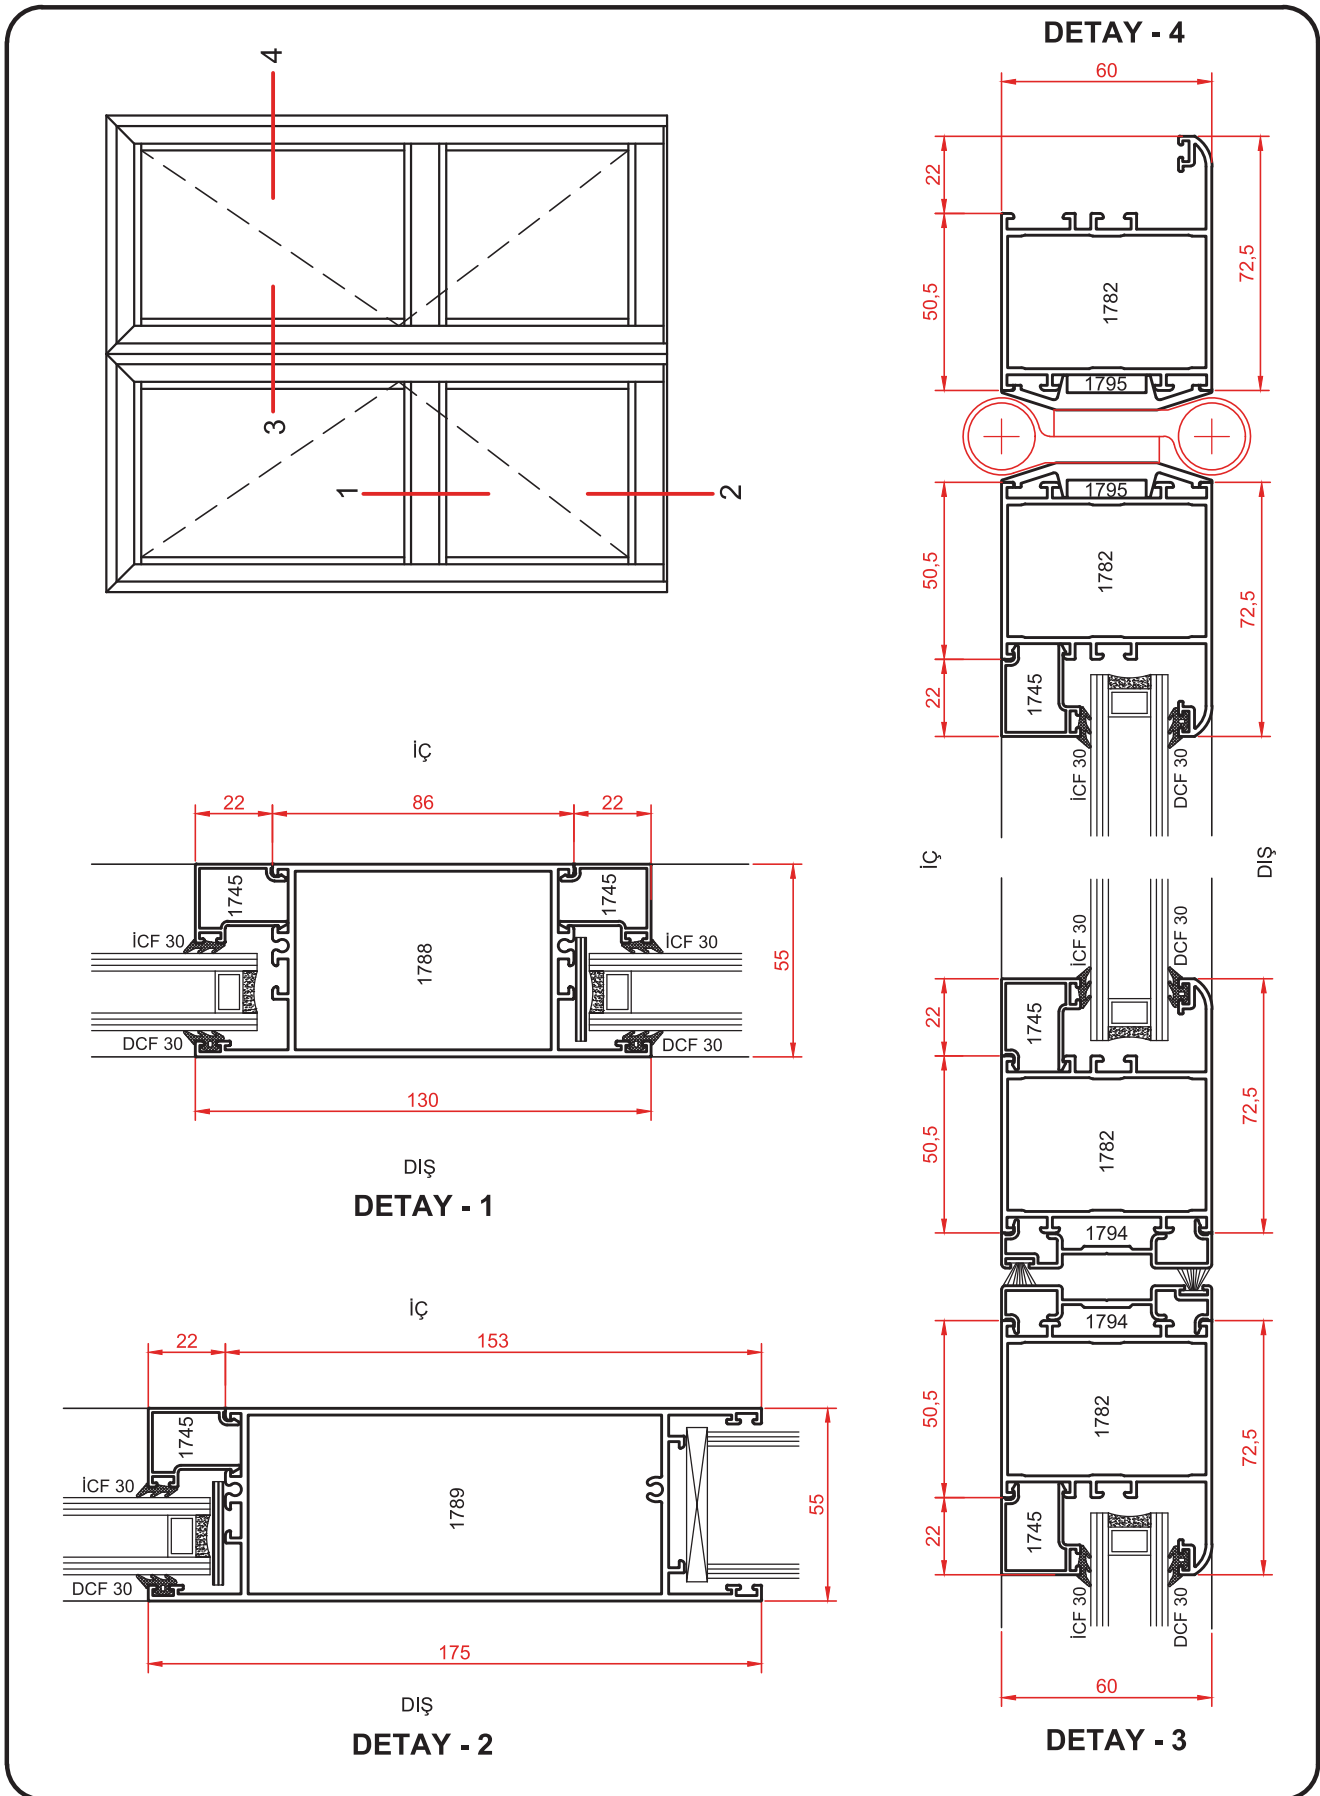 4
3
1
2
İÇ
22
86
22
1745
1745
İCF 30
İCF 30
1788
55
DCF 30
DCF 30
130
DIŞ
DETAY - 1
İÇ
22
153
1745
İCF 30
1789
55
DCF 30
175
DIŞ
DETAY - 2
DETAY - 4
60
22
72,5
50,5
1782
1795
1795
50,5
1782
72,5
22
1745
İCF 30
DCF 30
İÇ
DIŞ
İCF 30
DCF 30
22
1745
72,5
50,5
1782
1794
1794
50,5
1782
72,5
22
1745
İCF 30
DCF 30
60
DETAY - 3